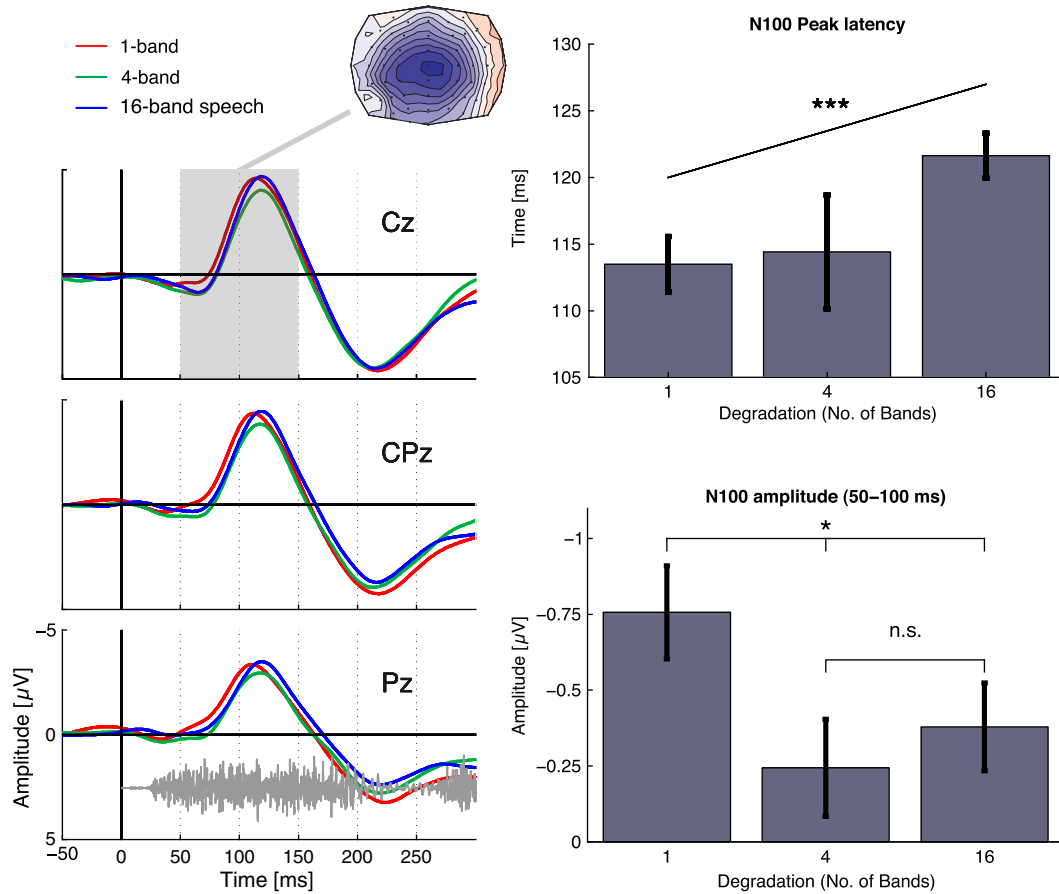 1-band
4-band
16-band speech
Cz
CPz
−5
Pz
0
5
Amplitude [µV]
-50 0 50 100 150 200 250
Time [ms]
N100 Peak latency
130
125
120
115
110
105
Time [ms]
***
1 4 16
Degradation (No. of Bands)
N100 amplitude (50–100 ms)
*
−1
−0.75
n.s.
−0.5
−0.25
0
Amplitude [µV]
1 4 16
Degradation (No. of Bands)